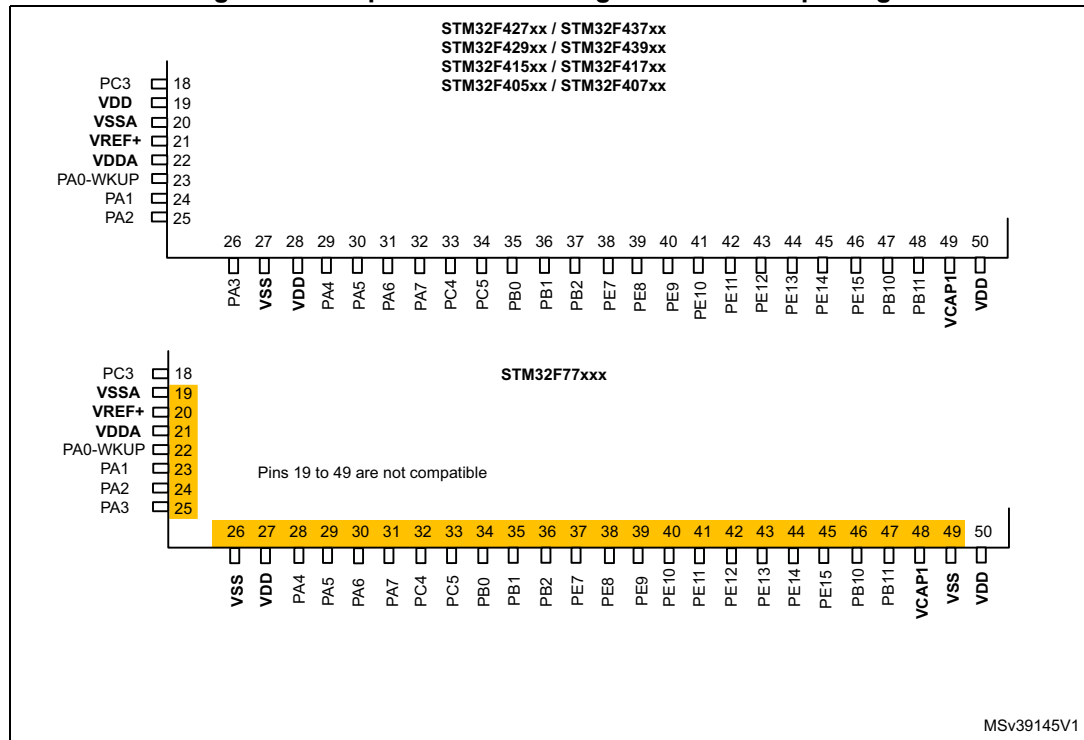 STM32F427xx / STM32F437xx
STM32F429xx / STM32F439xx
STM32F415xx / STM32F417xx
STM32F405xx / STM32F407xx
PC3 18
VDD 19
VSSA 20
VREF+ 21
VDDA 22
PA0-WKUP 23
PA1 24
PA2 25
26 27 28 29 30 31 32 33 34 35 36 37 38 39 40 41 42 43 44 45 46 47 48 49 50
PA3 VSS VDD PA4 PA5 PA6 PA7 PC4 PC5 PB0 PB1 PB2 PE7 PE8 PE9 PE10 PE11 PE12 PE13 PE14 PE15 PB10 PB11 VCAP1 VDD
STM32F77xxx
PC3 18
VSSA 19
VREF+ 20
VDDA 21
PA0-WKUP 22
PA1 23
PA2 24
PA3 25
Pins 19 to 49 are not compatible
26 27 28 29 30 31 32 33 34 35 36 37 38 39 40 41 42 43 44 45 46 47 48 49 50
VSS VDD PA4 PA5 PA6 PA7 PC4 PC5 PB0 PB1 PB2 PE7 PE8 PE9 PE10 PE11 PE12 PE13 PE14 PE15 PB10 PB11 VCAP1 VSS VDD
MSv39145V1